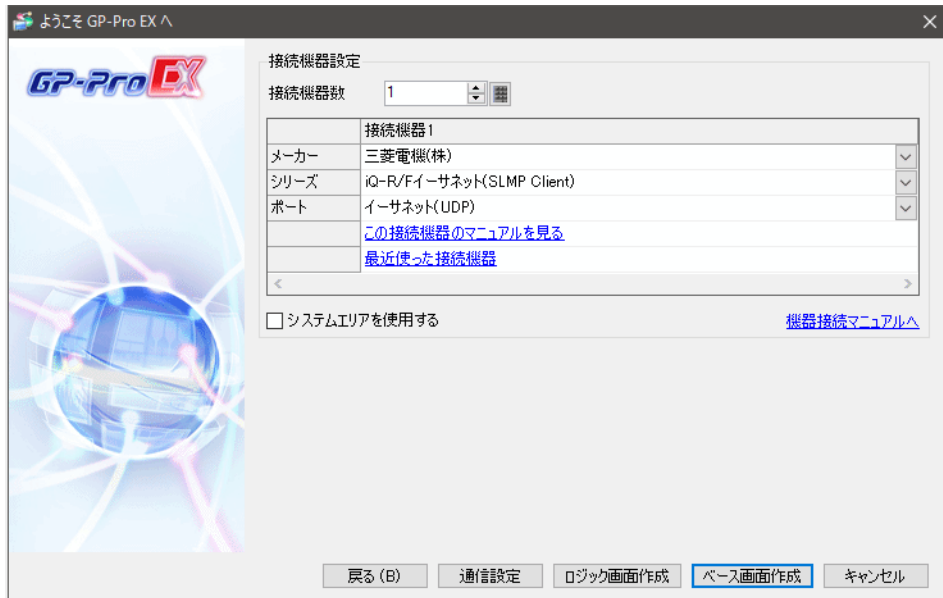 ようこそ GP-Pro EX へ
GP-Pro EX
接続機器設定
接続機器数 1
接続機器1
メーカー 三菱電機(株)
シリーズ iQ-R/Fイーサネット(SLMP Client)
ポート イーサネット(UDP)
この接続機器のマニュアルを見る
最近使った接続機器
システムエリアを使用する 機器接続マニュアルへ
戻る(B) 通信設定 ロジック画面作成 ベース画面作成 キャンセル